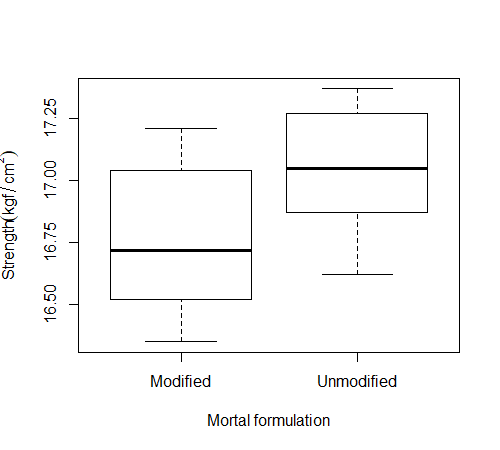 Strength(kgf / cm²)
17.25
17.00
16.75
16.50
Modified Unmodified
Mortal formulation